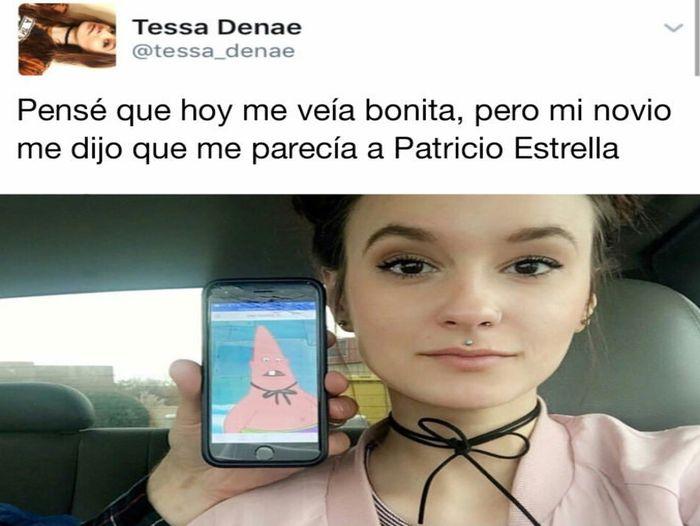 Tessa Denae
@tessa_denae
Pensé que hoy me veía bonita, pero mi novio
me dijo que me parecía a Patricio Estrella